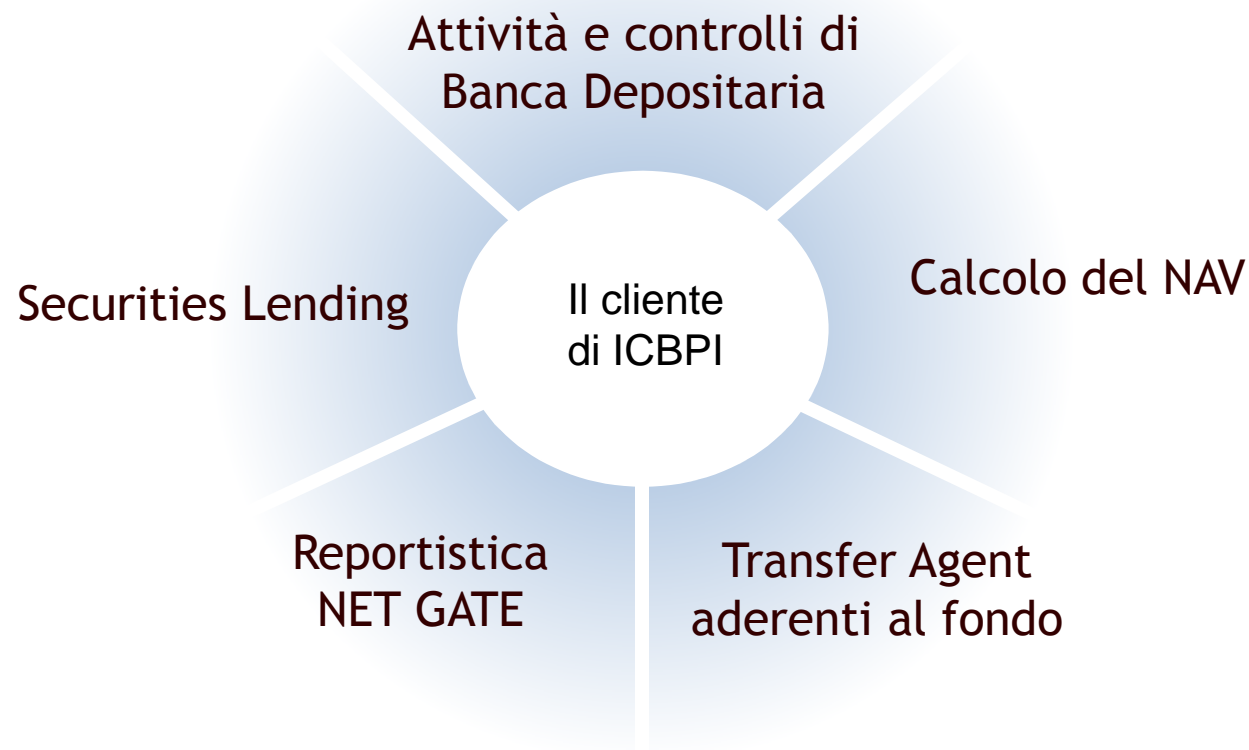 Attività e controlli di
Banca Depositaria
Calcolo del NAV
Securities Lending
Il cliente
di ICBPI
Reportistica
NET GATE
Transfer Agent
aderenti al fondo